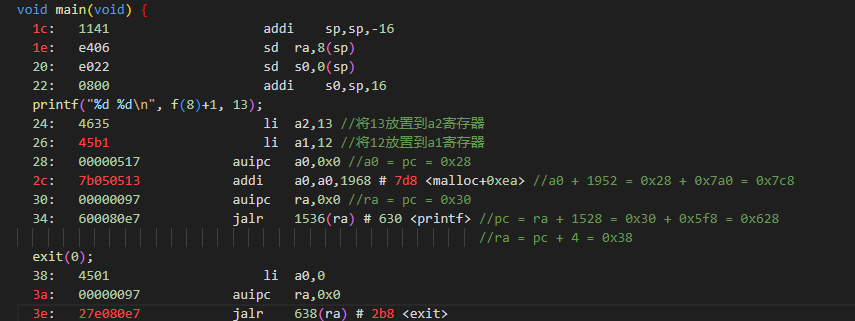 void main(void) {
1c: 1141 addi sp,sp,-16
1e: e406 sd ra,8(sp)
20: e022 sd s0,0(sp)
22: 0800 addi s0,sp,16
printf("%d %d\n", f(8)+1, 13);
24: 4635 li a2,13 //将13放置到a2寄存器
26: 45b1 li a1,12 //将12放置到a1寄存器
28: 00000517 auipc a0,0x0 //a0 = pc = 0x28
2c: 7b050513 addi a0,a0,1968 # 7d8 <malloc+0xea> //a0 + 1952 = 0x28 + 0x7a0 = 0x7c8
30: 00000097 auipc ra,0x0 //ra = pc = 0x30
34: 600080e7 jalr 1536(ra) # 630 <printf> //pc = ra + 1528 = 0x30 + 0x5f8 = 0x628
//ra = pc + 4 = 0x38
exit(0);
38: 4501 li a0,0
3a: 00000097 auipc ra,0x0
3e: 27e080e7 jalr 638(ra) # 2b8 <exit>